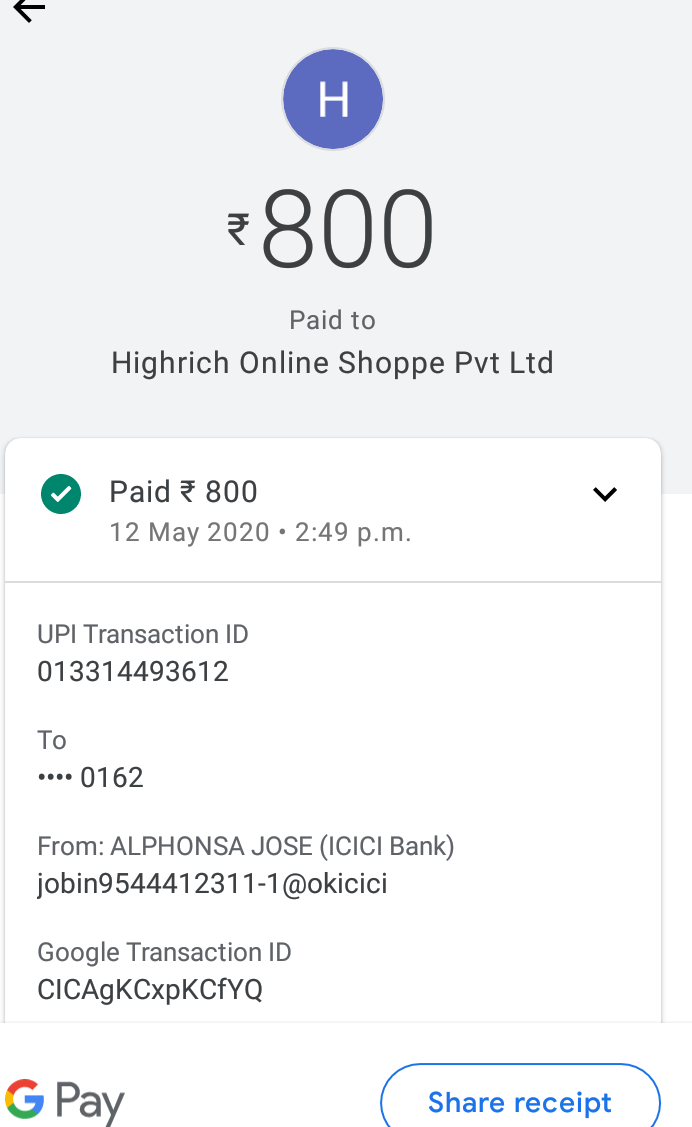 H
₹800
Paid to
Highrich Online Shoppe Pvt Ltd
Paid ₹ 800
12 May 2020 • 2:49 p.m.
UPI Transaction ID
013314493612
To
•••• 0162
From: ALPHONSA JOSE (ICICI Bank)
jobin9544412311-1@okicici
Google Transaction ID
CICAgKCxpKCfYQ
G Pay
Share receipt